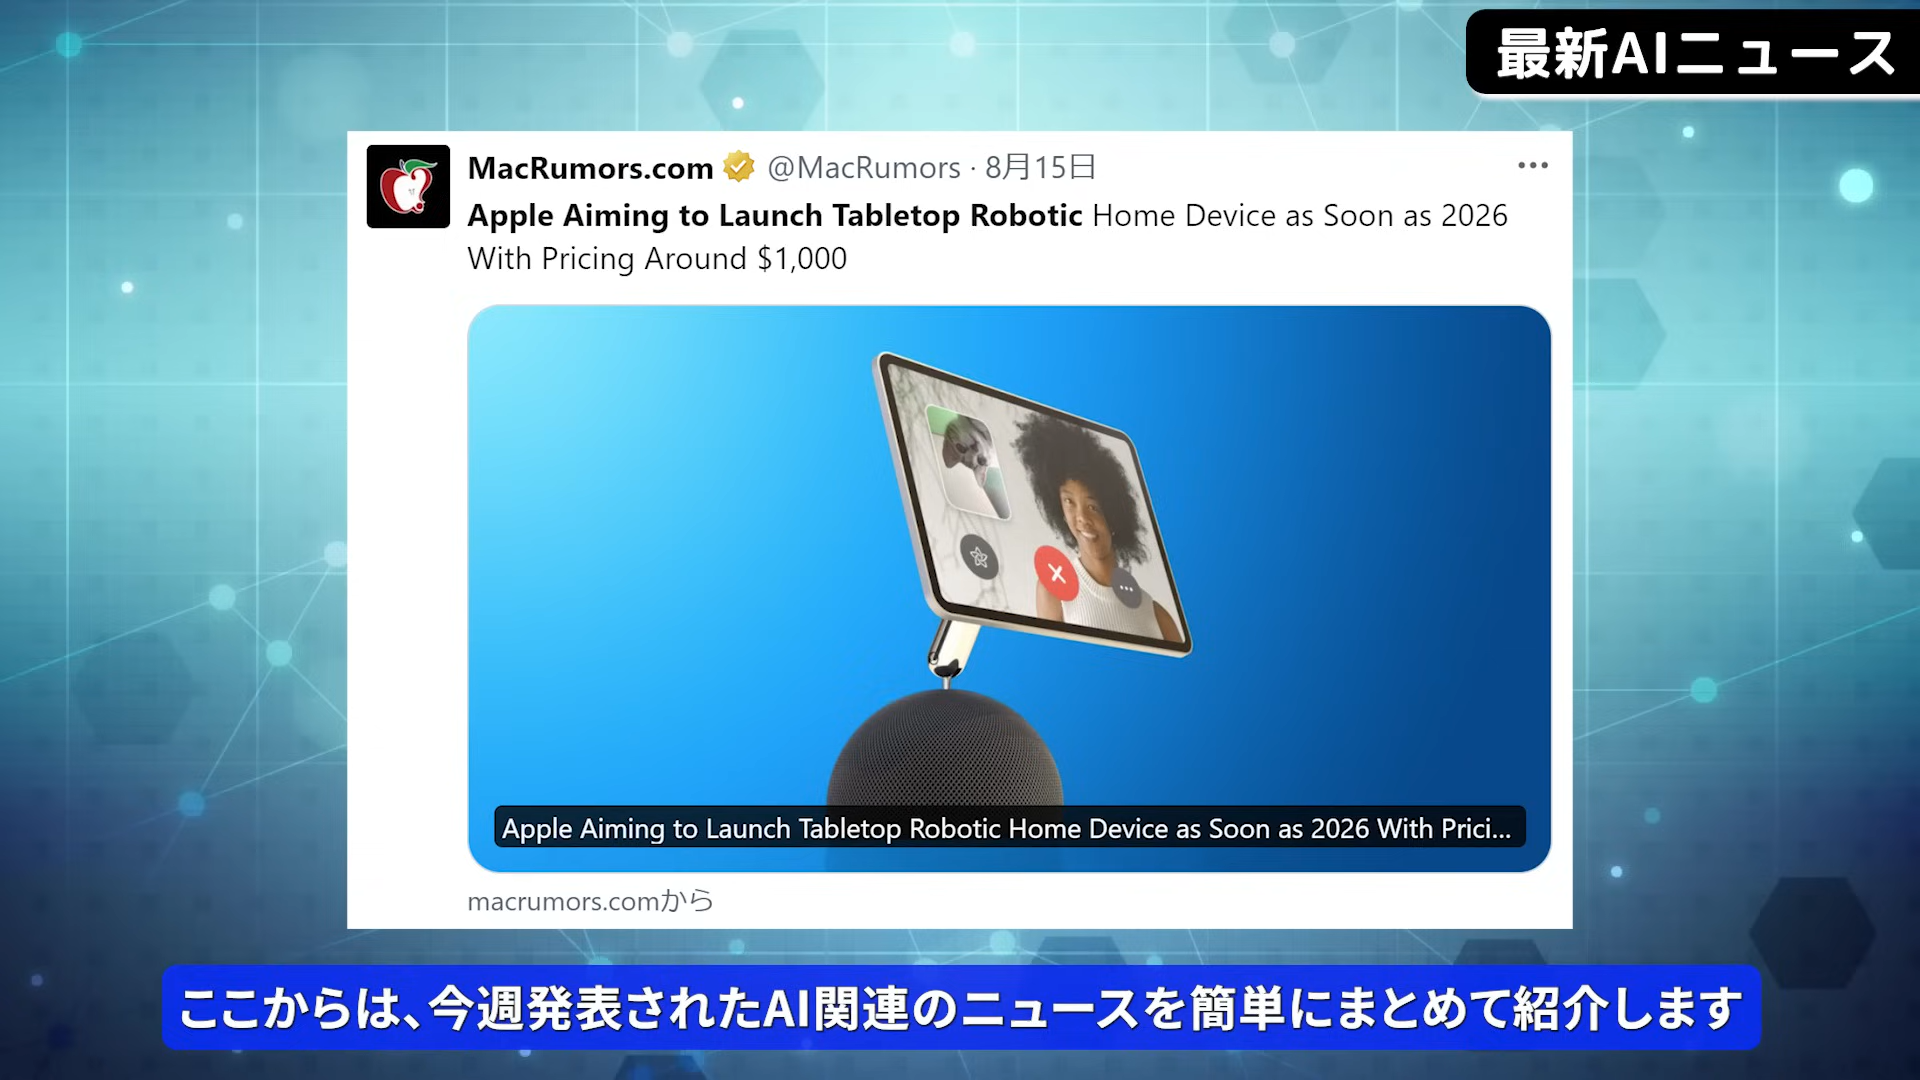 最新AIニュース
MacRumors.com @MacRumors · 8月15日
Apple Aiming to Launch Tabletop Robotic Home Device as Soon as 2026
With Pricing Around $1,000
Apple Aiming to Launch Tabletop Robotic Home Device as Soon as 2026 With Prici...
macrumors.comから
ここからは、今週発表されたAI関連のニュースを簡単にまとめて紹介します